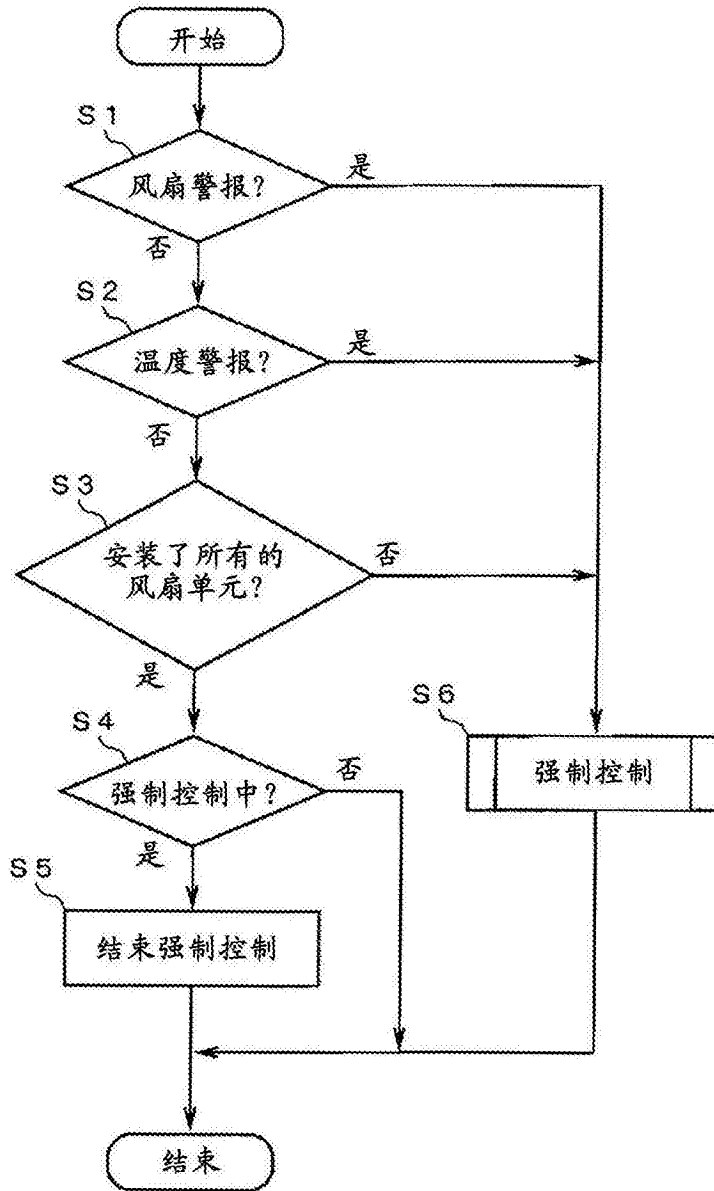 开始
S1
风扇警报?
是
否
S2
温度警报?
是
否
S3
安装了所有的
风扇单元?
否
是
S4
强制控制中?
否
是
S6
强制控制
S5
结束强制控制
结束